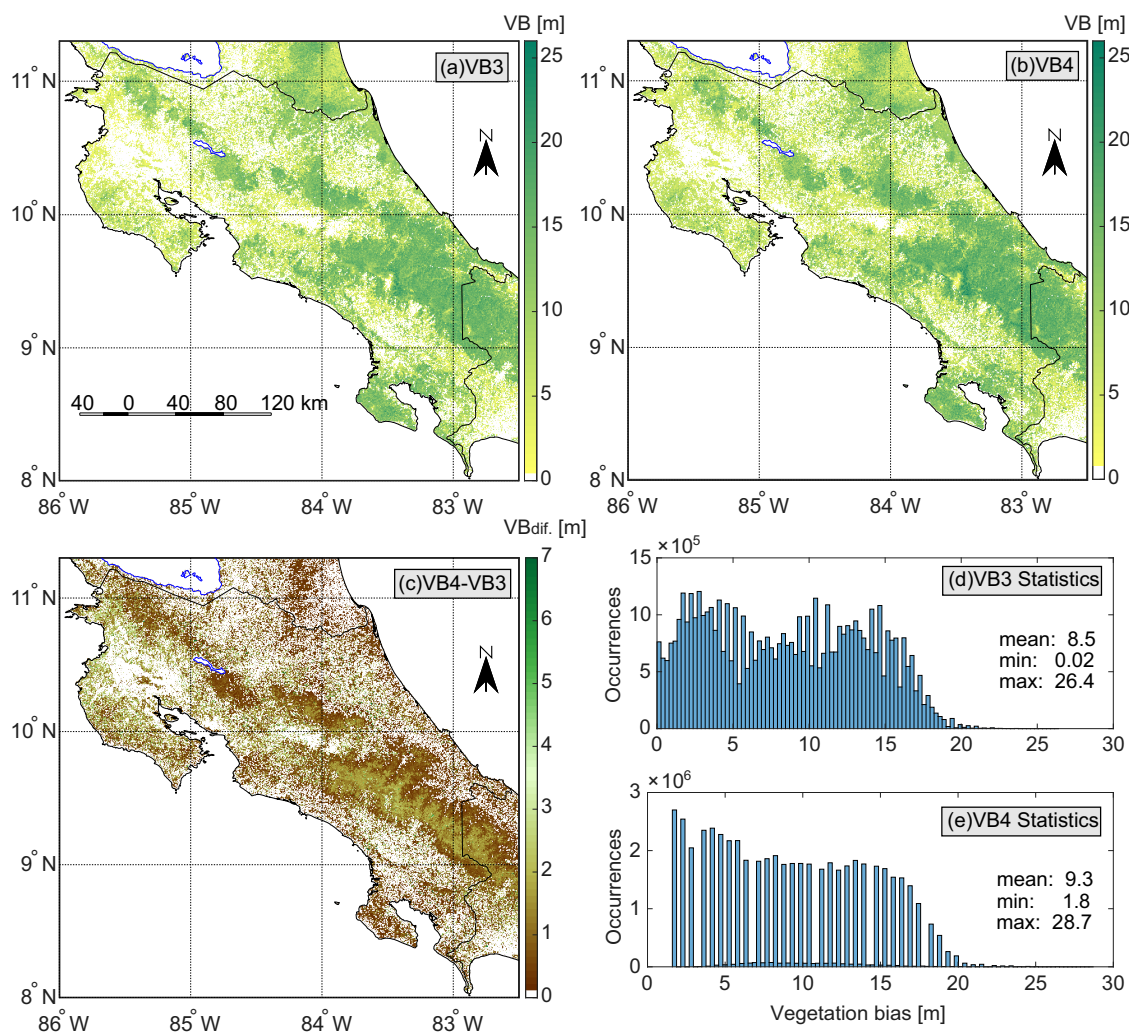 VB [m]
(a)VB3
N
11° N
10° N
9° N
8° N
86° W
85° W
84° W
83° W
25
20
15
10
5
0
40 0 40 80 120 km
VB [m]
(b)VB4
N
11° N
10° N
9° N
8° N
86° W
85° W
84° W
83° W
25
20
15
10
5
0
VBdif. [m]
(c)VB4-VB3
N
11° N
10° N
9° N
8° N
86° W
85° W
84° W
83° W
7
6
5
4
3
2
1
0
×10⁵
(d)VB3 Statistics
mean: 8.5
min: 0.02
max: 26.4
Occurrences
15
10
5
0
0 5 10 15 20 25 30
×10⁶
(e)VB4 Statistics
mean: 9.3
min: 1.8
max: 28.7
Occurrences
3
2
1
0
0 5 10 15 20 25 30
Vegetation bias [m]